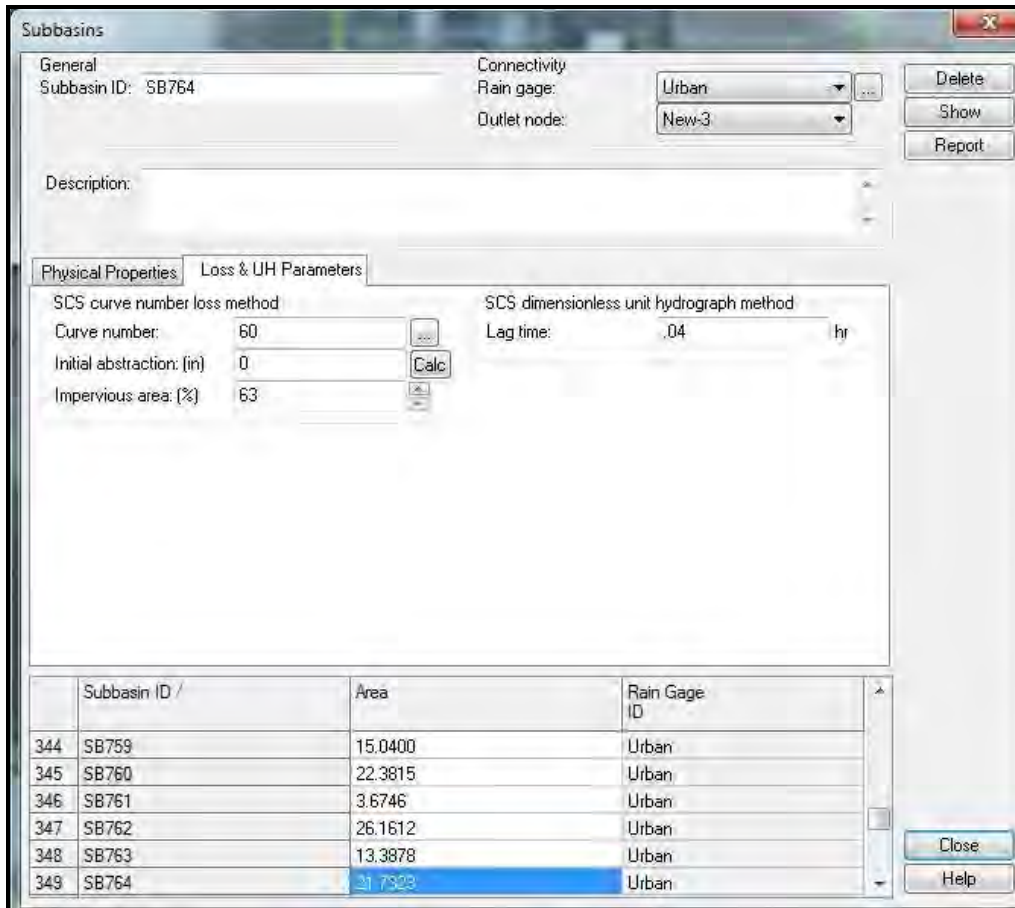 Subbasins
General
Subbasin ID: SB764
Connectivity
Rain gage: Urban ...
Outlet node: New-3
Delete
Show
Report
Description:
Physical Properties Loss & UH Parameters
SCS curve number loss method
Curve number: 60 ...
Initial abstraction: (in) 0 Calc
Impervious area: (%) 63
SCS dimensionless unit hydrograph method
Lag time: .04 hr
Subbasin ID / Area Rain Gage
ID
344 SB759 15.0400 Urban
345 SB760 22.3815 Urban
346 SB761 3.6746 Urban
347 SB762 26.1612 Urban
348 SB763 13.3878 Urban
349 SB764 21.7323 Urban
Close
Help